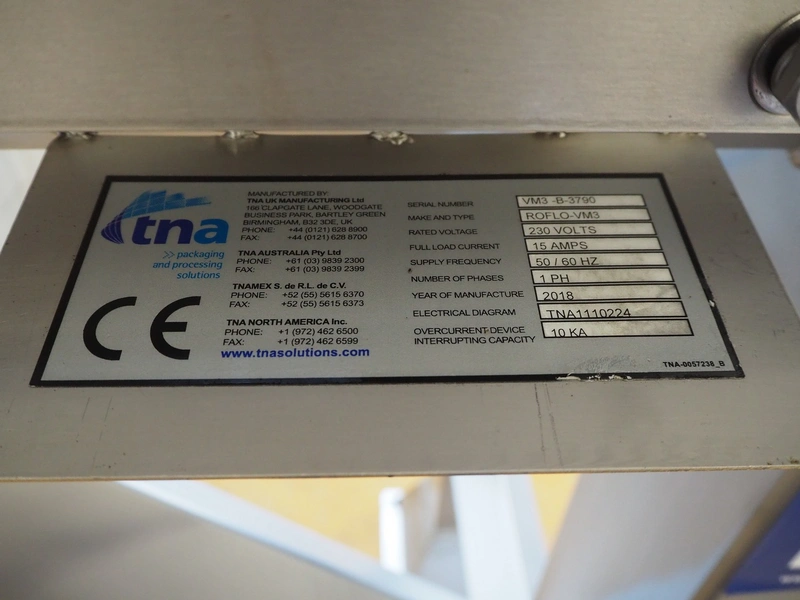 tna
>> packaging
and processing
solutions
CE
MANUFACTURED BY:
TNA UK MANUFACTURING Ltd
166 CLAPGATE LANE, WOODGATE
BUSINESS PARK, BARTLEY GREEN
BIRMINGHAM, B32 3DE, UK
PHONE: +44 (0121) 628 8900
FAX: +44 (0121) 628 8700
TNA AUSTRALIA Pty Ltd
PHONE: +61 (03) 9839 2300
FAX: +61 (03) 9839 2399
TNAMEX S. de R.L. de C.V.
PHONE: +52 (55) 5615 6370
FAX: +52 (55) 5615 6373
TNA NORTH AMERICA Inc.
PHONE: +1 (972) 462 6500
FAX: +1 (972) 462 6599
www.tnasolutions.com
SERIAL NUMBER VM3 -B-3790
MAKE AND TYPE ROFLO-VM3
RATED VOLTAGE 230 VOLTS
FULL LOAD CURRENT 15 AMPS
SUPPLY FREQUENCY 50 / 60 HZ
NUMBER OF PHASES 1 PH
YEAR OF MANUFACTURE 2018
ELECTRICAL DIAGRAM TNA1110224
OVERCURRENT DEVICE
INTERRUPTING CAPACITY 10 KA
TNA-0057238_B